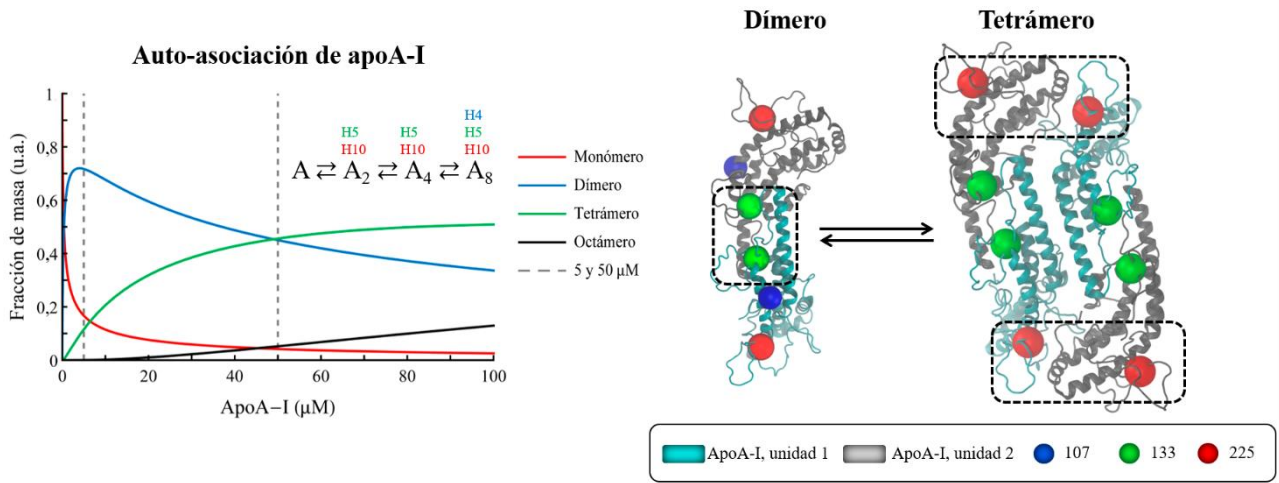 Auto-asociación de apoA-I
Fracción de masa (u.a.)
1
0,8
0,6
0,4
0,2
0
0
20
40
60
80
100
ApoA−I (μM)
H4
H5 H5 H5
H10 H10 H10
A ⇄ A₂ ⇄ A₄ ⇄ A₈
Monómero
Dímero
Tetrámero
Octámero
5 y 50 μM
Dímero
Tetrámero
ApoA-I, unidad 1
ApoA-I, unidad 2
107
133
225